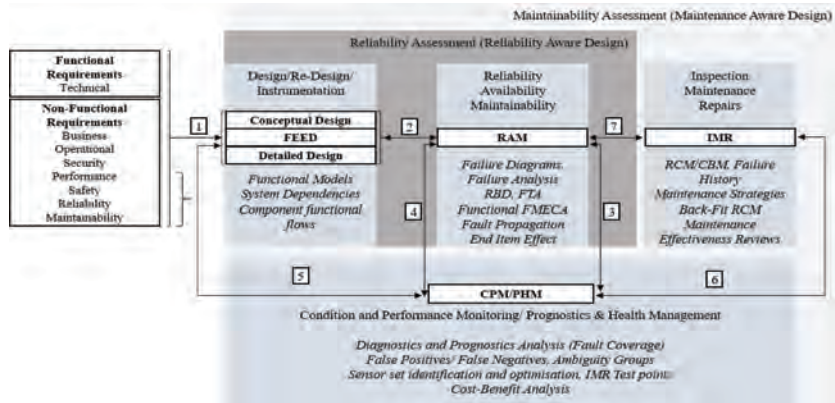 Maintainability Assessment (Maintenance Aware Design)
Reliability Assessment (Reliability Aware Design)
Functional
Requirements
Technical
Non-Functional
Requirements
Business
Operational
Security
Performance
Safety
Reliability
Maintainability
1
Design/Re-Design/
Instrumentation
Conceptual Design
FEED
Detailed Design
Functional Models
System Dependencies
Component functional
flows
2
Reliability
Availability
Maintainability
RAM
Failure Diagrams.
Failure Analysis
RBD, FTA
Functional FMECA
Fault Propagation
End Item Effect
7
Inspection
Maintenance
Repairs
IMR
RCM/CBM, Failure
History
Maintenance Strategies
Back-Fit RCM
Maintenance
Effectiveness Reviews
4
3
5
6
CPM/PHM
Condition and Performance Monitoring/ Prognostics & Health Management
Diagnostics and Prognostics Analysis (Fault Coverage)
False Positives/ False Negatives, Ambiguity Groups
Sensor set identification and optimisation, IMR Test point.
Cost-Benefit Analysis